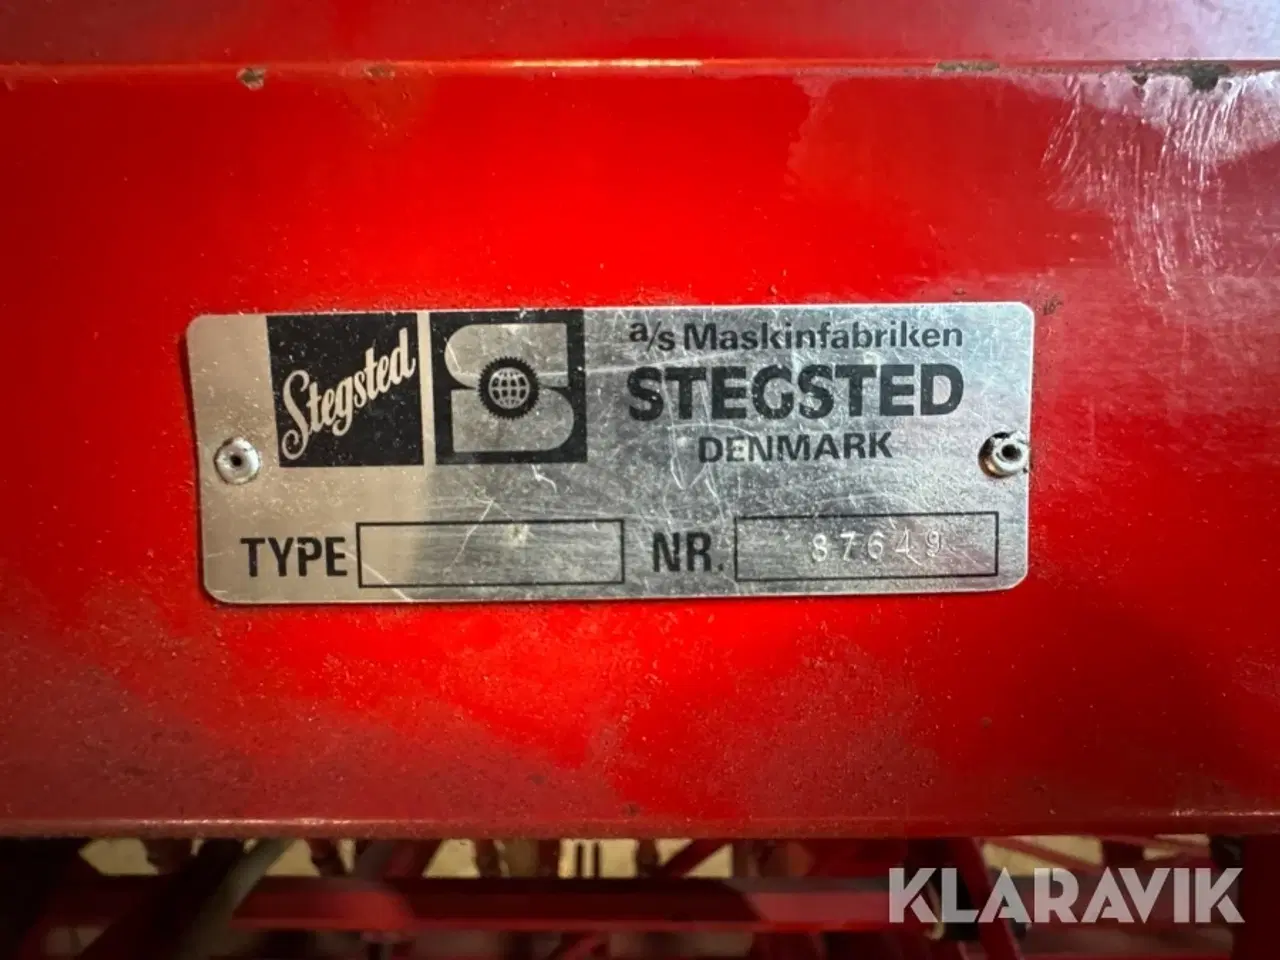 Stegsted
a/s Maskinfabriken
STEGSTED
DENMARK
TYPE
NR. 87649
KLARAVIK